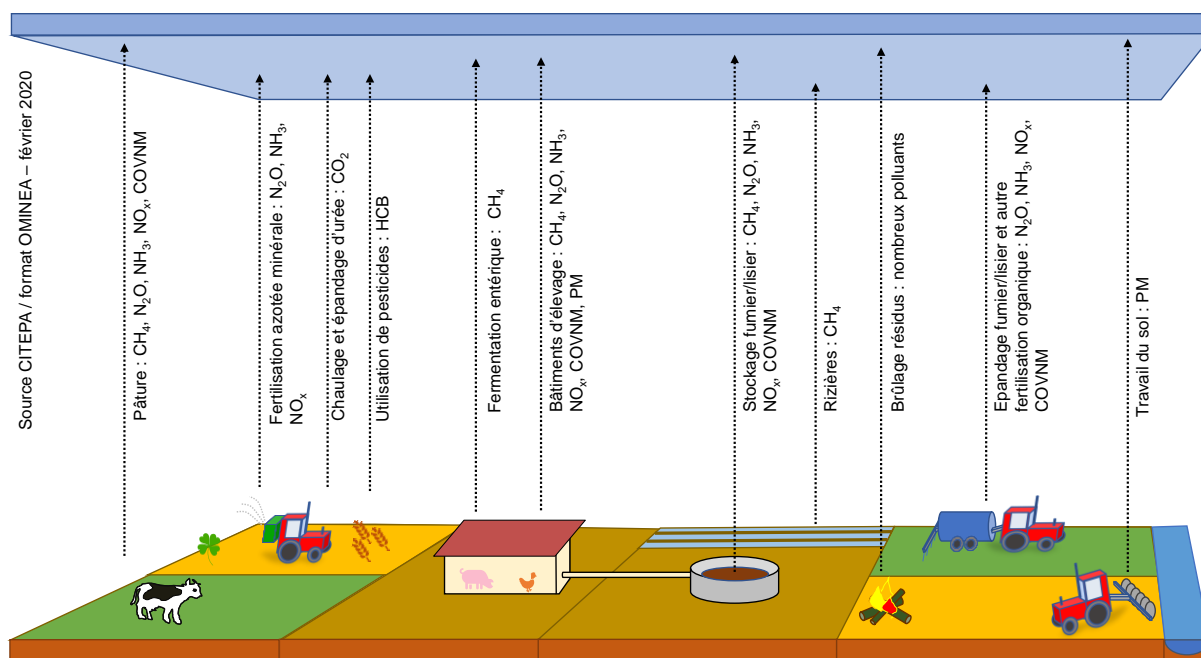 Source CITEPA / format OMINEA – février 2020
Pâture : CH₄, N₂O, NH₃, NOₓ, COVNM
Fertilisation azotée minérale : N₂O, NH₃,
NOₓ
Chaulage et épandage d'urée : CO₂
Utilisation de pesticides : HCB
Fermentation entérique : CH₄
Bâtiments d'élevage : CH₄, N₂O, NH₃,
NOₓ, COVNM, PM
Stockage fumier/lisier : CH₄, N₂O, NH₃,
NOₓ, COVNM
Rizières : CH₄
Brûlage résidus : nombreux polluants
Epandage fumier/lisier et autre
fertilisation organique : N₂O, NH₃, NOₓ,
COVNM
Travail du sol : PM